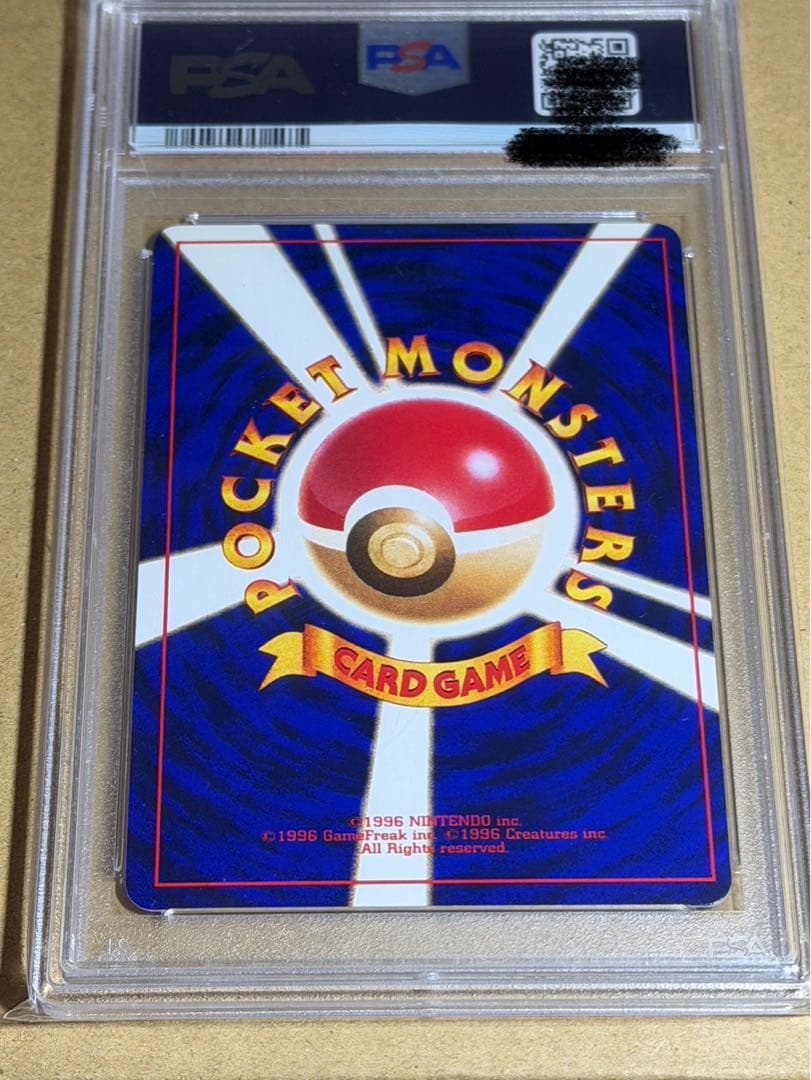 PSA
PSA
POCKET MONSTERS
CARD GAME
©1996 NINTENDO inc.
©1996 GameFreak inc. ©1996 Creatures inc.
All Rights reserved.
PSA